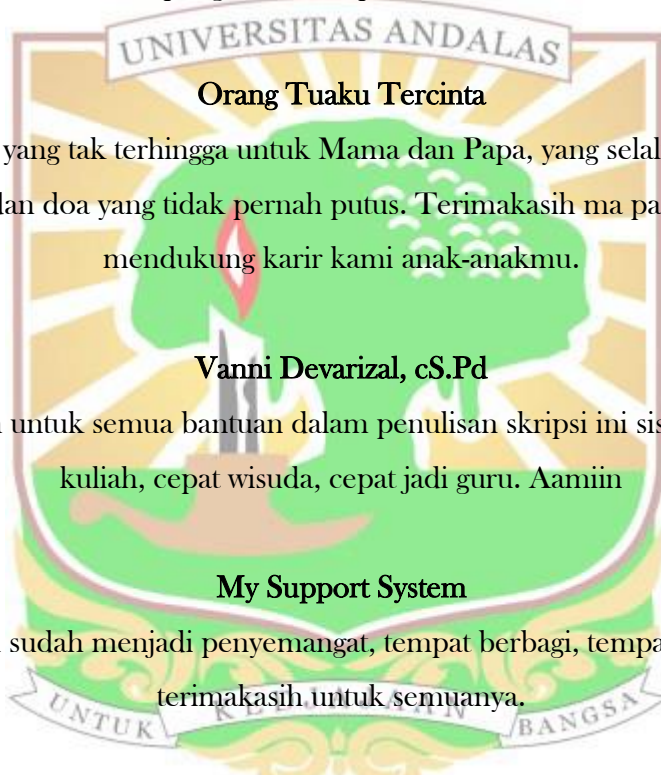 UNIVERSITAS ANDALAS
Orang Tuaku Tercinta
yang tak terhingga untuk Mama dan Papa, yang selal
dan doa yang tidak pernah putus. Terimakasih ma pa
mendukung karir kami anak-anakmu.
Vanni Devarizal, cS.Pd
untuk semua bantuan dalam penulisan skripsi ini sis
kuliah, cepat wisuda, cepat jadi guru. Aamiin
My Support System
sudah menjadi penyemangat, tempat berbagi, tempa
terimakasih untuk semuanya.
UNTUK KEDJAJAAN BANGSA